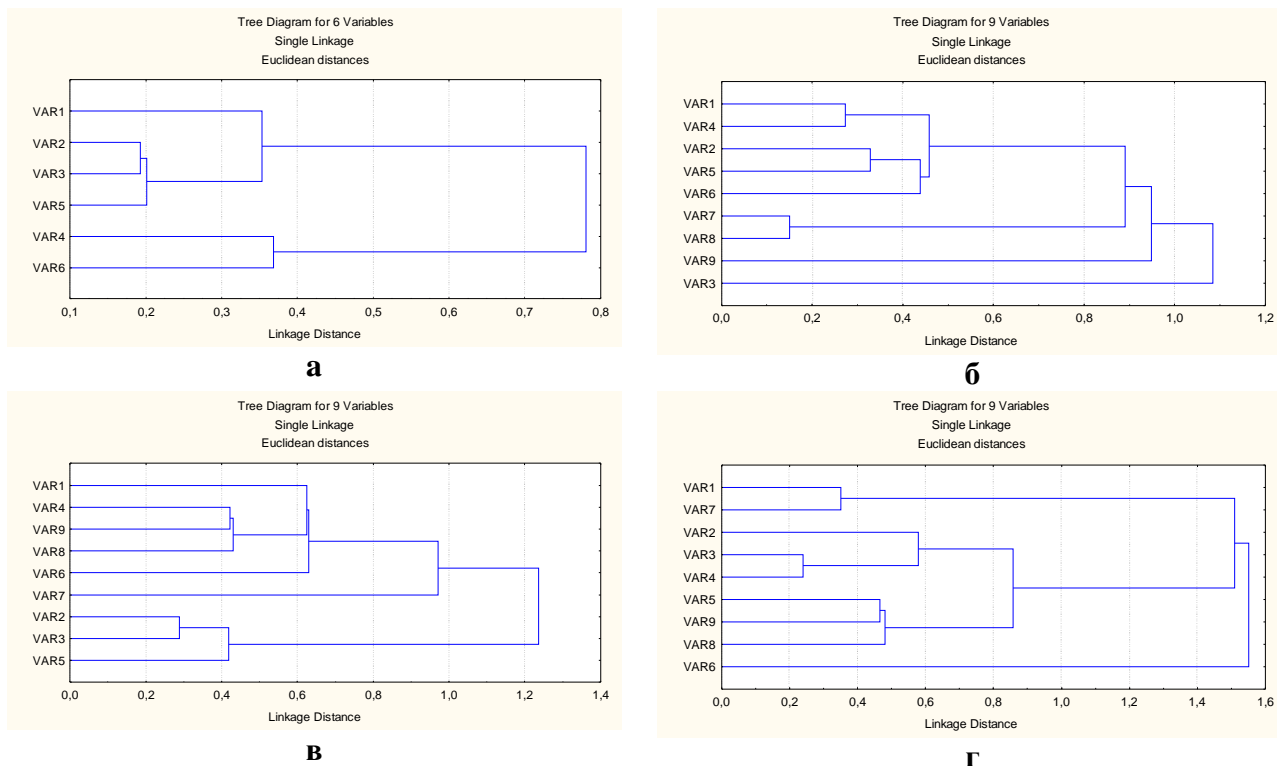 Tree Diagram for 6 Variables
Single Linkage
Euclidean distances
VAR1
VAR2
VAR3
VAR5
VAR4
VAR6
0,1 0,2 0,3 0,4 0,5 0,6 0,7 0,8
Linkage Distance
а
Tree Diagram for 9 Variables
Single Linkage
Euclidean distances
VAR1
VAR4
VAR2
VAR5
VAR6
VAR7
VAR8
VAR9
VAR3
0,0 0,2 0,4 0,6 0,8 1,0 1,2
Linkage Distance
б
Tree Diagram for 9 Variables
Single Linkage
Euclidean distances
VAR1
VAR4
VAR9
VAR8
VAR6
VAR7
VAR2
VAR3
VAR5
0,0 0,2 0,4 0,6 0,8 1,0 1,2 1,4
Linkage Distance
в
Tree Diagram for 9 Variables
Single Linkage
Euclidean distances
VAR1
VAR7
VAR2
VAR3
VAR4
VAR5
VAR9
VAR8
VAR6
0,0 0,2 0,4 0,6 0,8 1,0 1,2 1,4 1,6
Linkage Distance
г